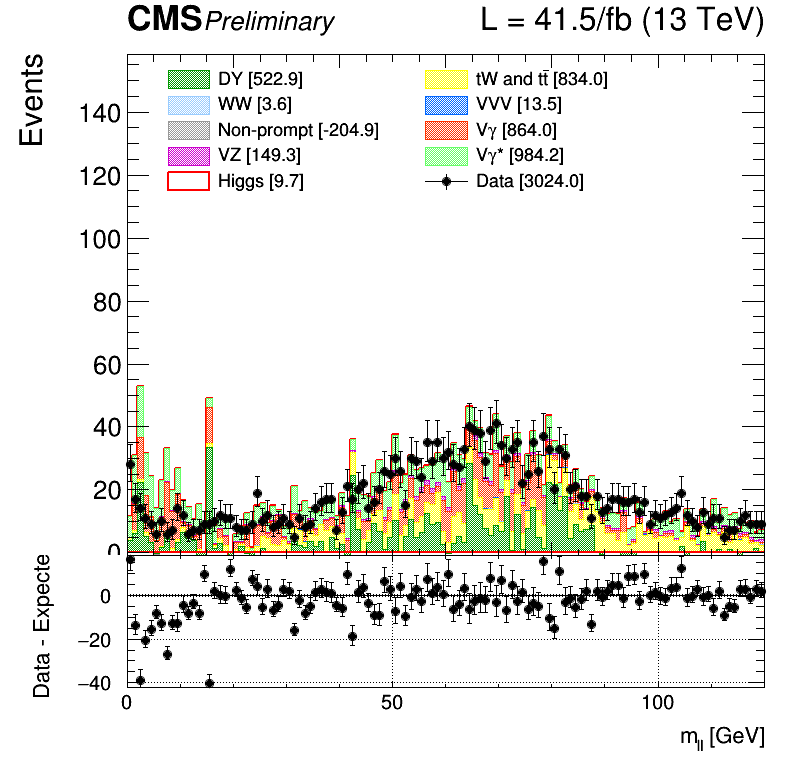 CMS Preliminary L = 41.5/fb (13 TeV)
Events
DY [522.9] tW and tt̄ [834.0]
WW [3.6] VVV [13.5]
Non-prompt [-204.9] Vγ [864.0]
VZ [149.3] Vγ* [984.2]
Higgs [9.7] Data [3024.0]
140
120
100
80
60
40
20
0
Data - Expecte
0
−20
−40
0 50 100
m_ll [GeV]